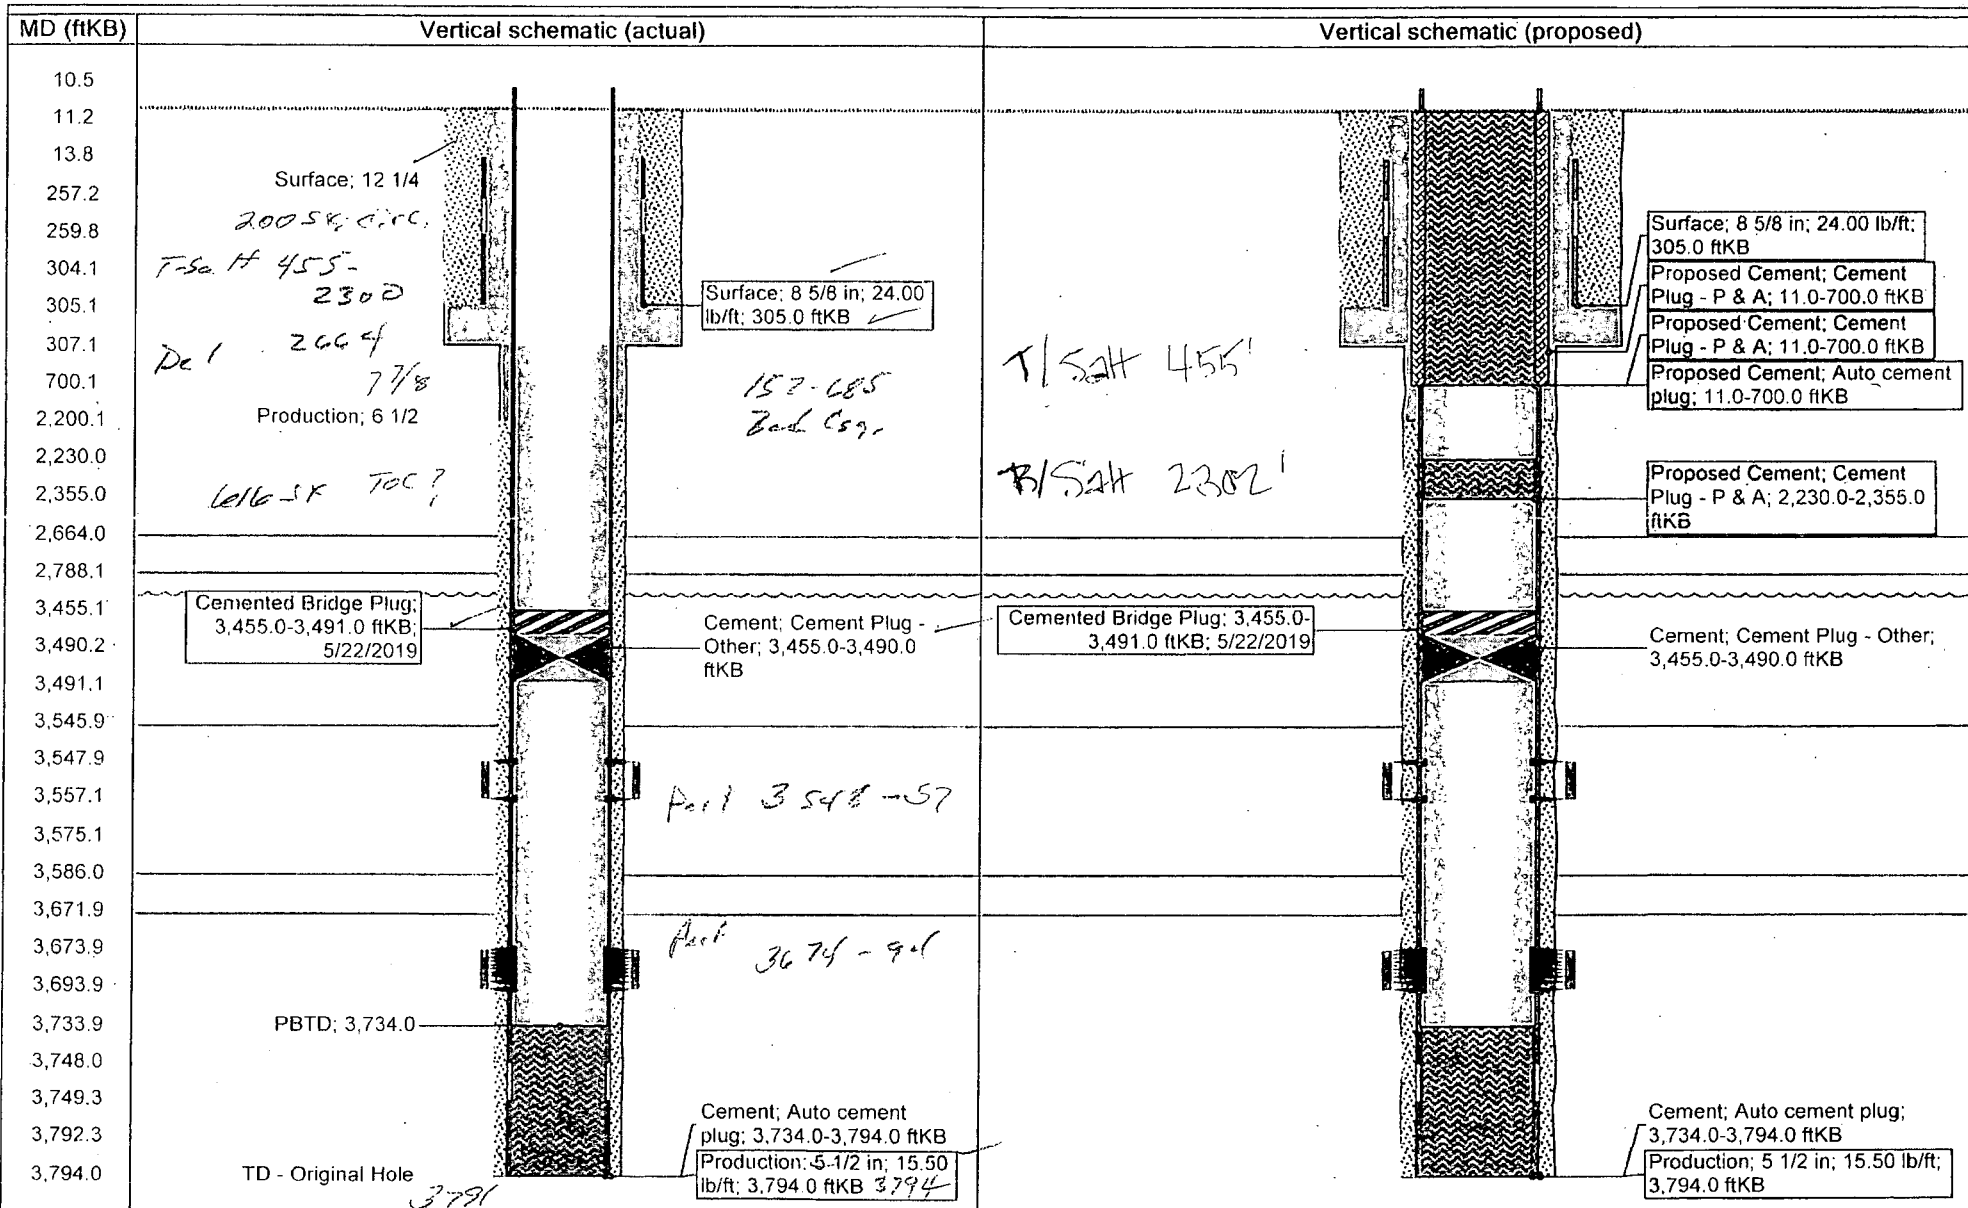 MD (ftKB)
Vertical schematic (actual)
Vertical schematic (proposed)
10.5
11.2
13.8
257.2
259.8
304.1
305.1
307.1
700.1
2,200.1
2,230.0
2,355.0
2,664.0
2,788.1
3,455.1
3,490.2
3,491.1
3,545.9
3,547.9
3,557.1
3,575.1
3,586.0
3,671.9
3,673.9
3,693.9
3,733.9
3,748.0
3,749.3
3,792.3
3,794.0
Surface; 12 1/4
200 SK, circ.
T-Salt 455-
2300
Del 2664
7 7/8
Production; 6 1/2
616 SK TOC ?
Surface; 8 5/8 in; 24.00
lb/ft; 305.0 ftKB
152-685
Bad Csg.
Cemented Bridge Plug;
3,455.0-3,491.0 ftKB;
5/22/2019
Cement; Cement Plug -
Other; 3,455.0-3,490.0
ftKB
Perf 3548-57
Perf 3674-94
PBTD; 3,734.0
Cement; Auto cement
plug; 3,734.0-3,794.0 ftKB
Production; 5-1/2 in; 15.50
lb/ft; 3,794.0 ftKB 3794
TD - Original Hole
T/Salt 455'
B/Salt 2302'
Surface; 8 5/8 in; 24.00 lb/ft;
305.0 ftKB
Proposed Cement; Cement
Plug - P & A; 11.0-700.0 ftKB
Proposed Cement; Cement
Plug - P & A; 11.0-700.0 ftKB
Proposed Cement; Auto cement
plug; 11.0-700.0 ftKB
Proposed Cement; Cement
Plug - P & A; 2,230.0-2,355.0
ftKB
Cemented Bridge Plug; 3,455.0-
3,491.0 ftKB; 5/22/2019
Cement; Cement Plug - Other;
3,455.0-3,490.0 ftKB
Cement; Auto cement plug;
3,734.0-3,794.0 ftKB
Production; 5 1/2 in; 15.50 lb/ft;
3,794.0 ftKB